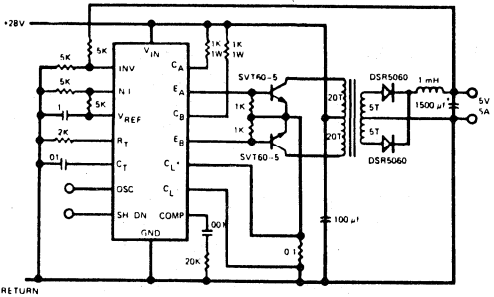 +28V
5K
5K
5K
5K
1
2K
.01
VIN
INV
N.I.
VREF
RT
CT
OSC
SH DN
GND
COMP
CA
EA
CB
EB
CL+
CL
1K
1W
1K
1W
SVT60-5
1K
1K
SVT60-5
001
20K
20T
20T
5T
5T
DSR5060
DSR5060
1 mH
1500 µf
5V
5A
100 µf
0.1
RETURN